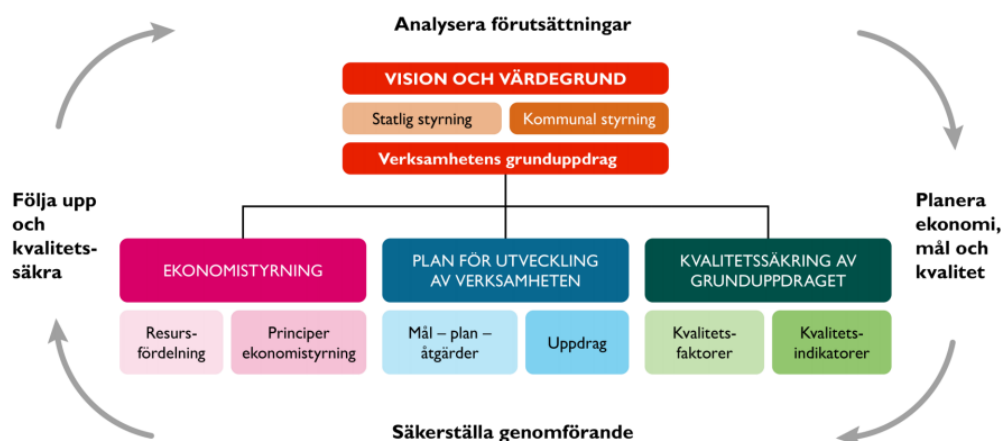 Analysera förutsättningar
VISION OCH VÄRDEGRUND
Statlig styrning
Kommunal styrning
Verksamhetens grunduppdrag
Följa upp
och
kvalitets-
säkra
Planera
ekonomi,
mål och
kvalitet
EKONOMISTYRNING
PLAN FÖR UTVECKLING
AV VERKSAMHETEN
KVALITETSSÄKRING AV
GRUNDUPPDRAGET
Resurs-
fördelning
Principer
ekonomistyrning
Mål – plan –
åtgärder
Uppdrag
Kvalitets-
faktorer
Kvalitets-
indikatorer
Säkerställa genomförande